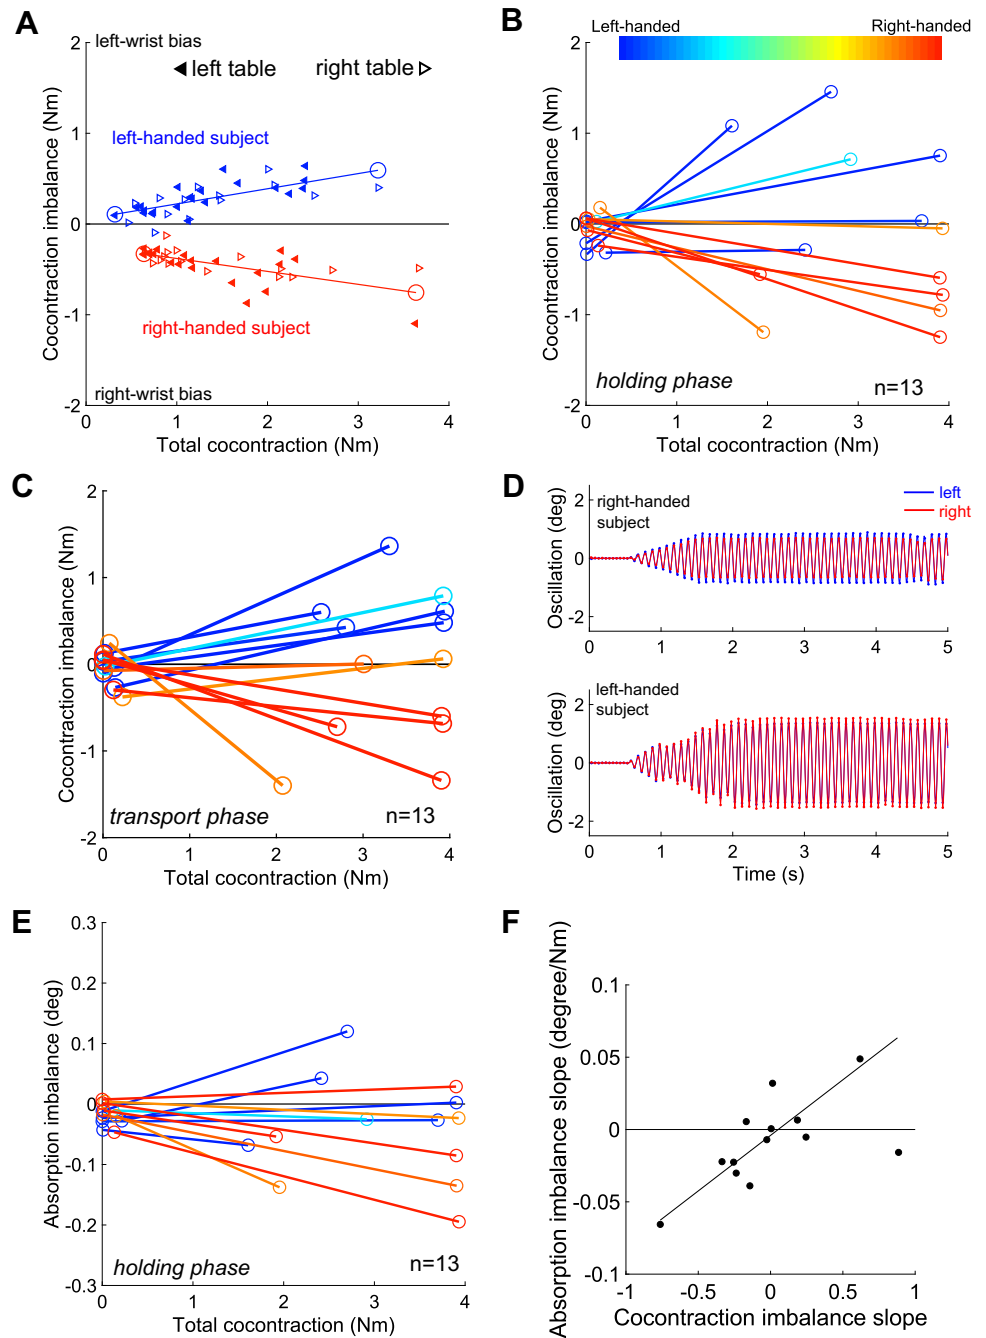 A
left-wrist bias
left table
right table
left-handed subject
right-handed subject
right-wrist bias
Cocontraction imbalance (Nm)
2
1
0
-1
-2
0
1
2
3
4
Total cocontraction (Nm)
B
Left-handed
Right-handed
Cocontraction imbalance (Nm)
2
1
0
-1
-2
holding phase
n=13
0
1
2
3
4
Total cocontraction (Nm)
C
Cocontraction imbalance (Nm)
2
1
0
-1
-2
transport phase
n=13
0
1
2
3
4
Total cocontraction (Nm)
D
Oscillation (deg)
2
0
-2
right-handed
subject
left
right
0
1
2
3
4
5
Oscillation (deg)
2
0
-2
left-handed
subject
0
1
2
3
4
5
Time (s)
E
Absorption imbalance (deg)
0.3
0.2
0.1
0
-0.1
-0.2
-0.3
holding phase
n=13
0
1
2
3
4
Total cocontraction (Nm)
F
Absorption imbalance slope (degree/Nm)
0.1
0.05
0
-0.05
-0.1
-1
-0.5
0
0.5
1
Cocontraction imbalance slope